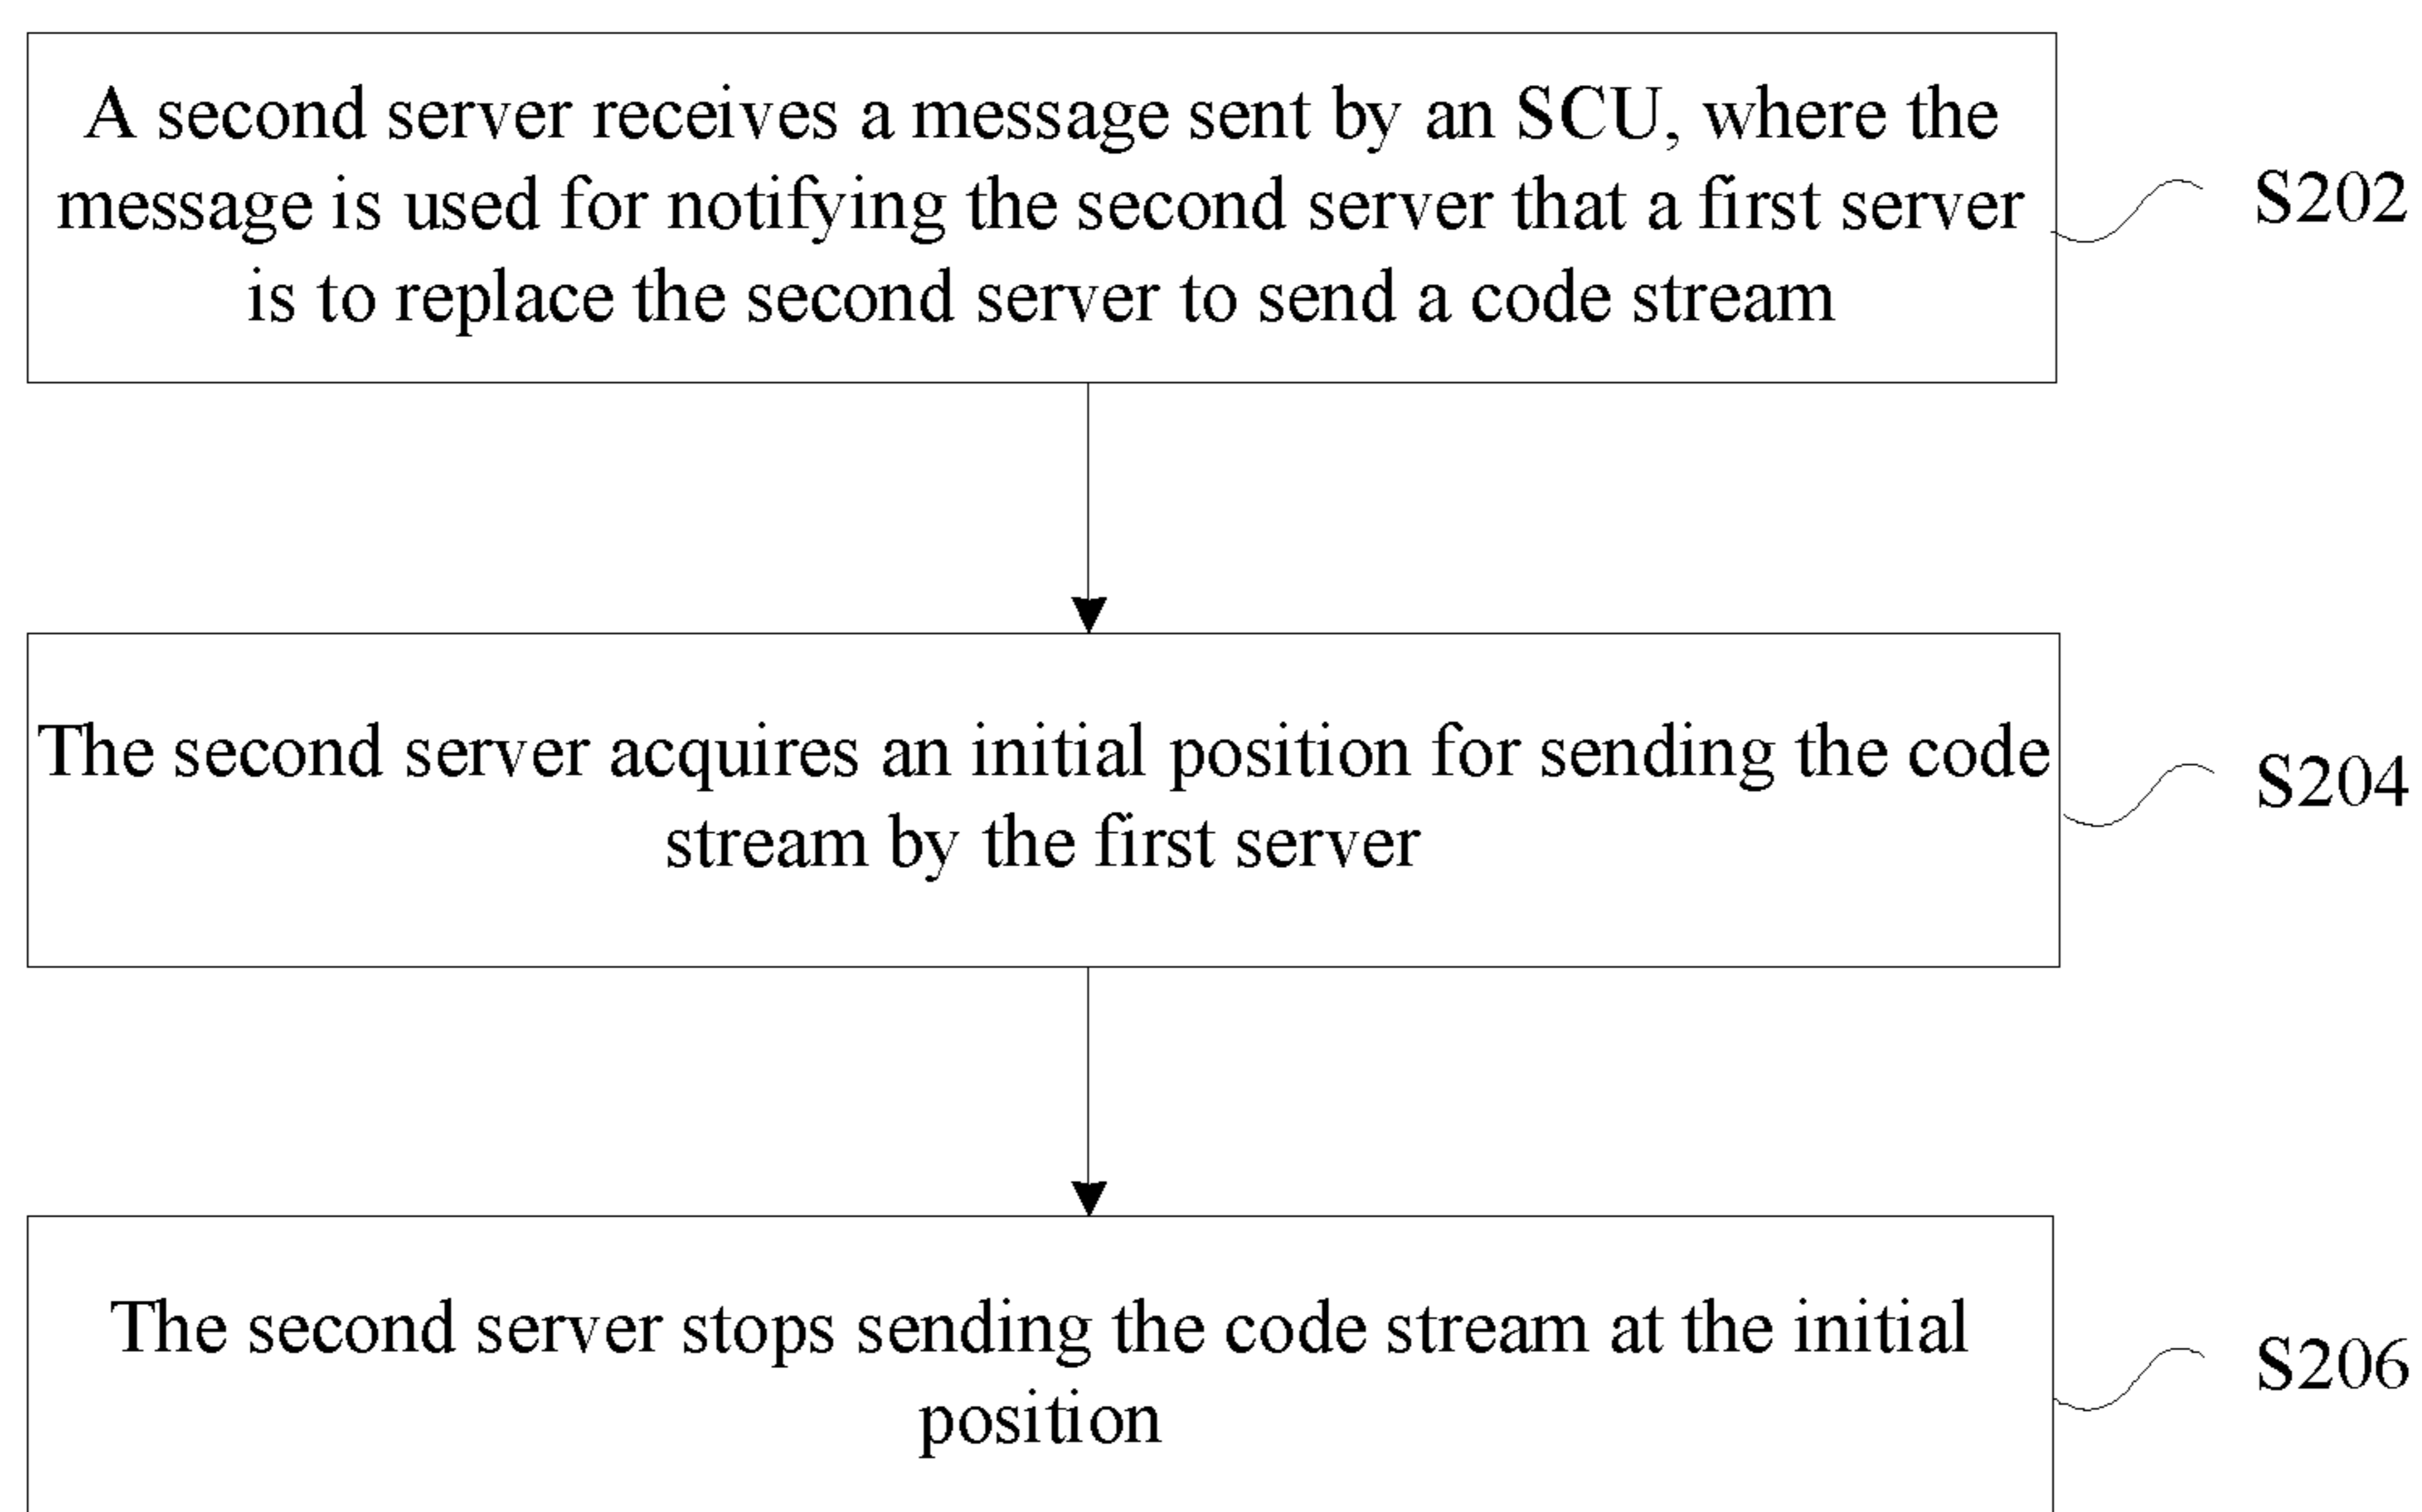 A second server receives a message sent by an SCU, where the
message is used for notifying the second server that a first server
is to replace the second server to send a code stream
S202
The second server acquires an initial position for sending the code
stream by the first server
S204
The second server stops sending the code stream at the initial
position
S206